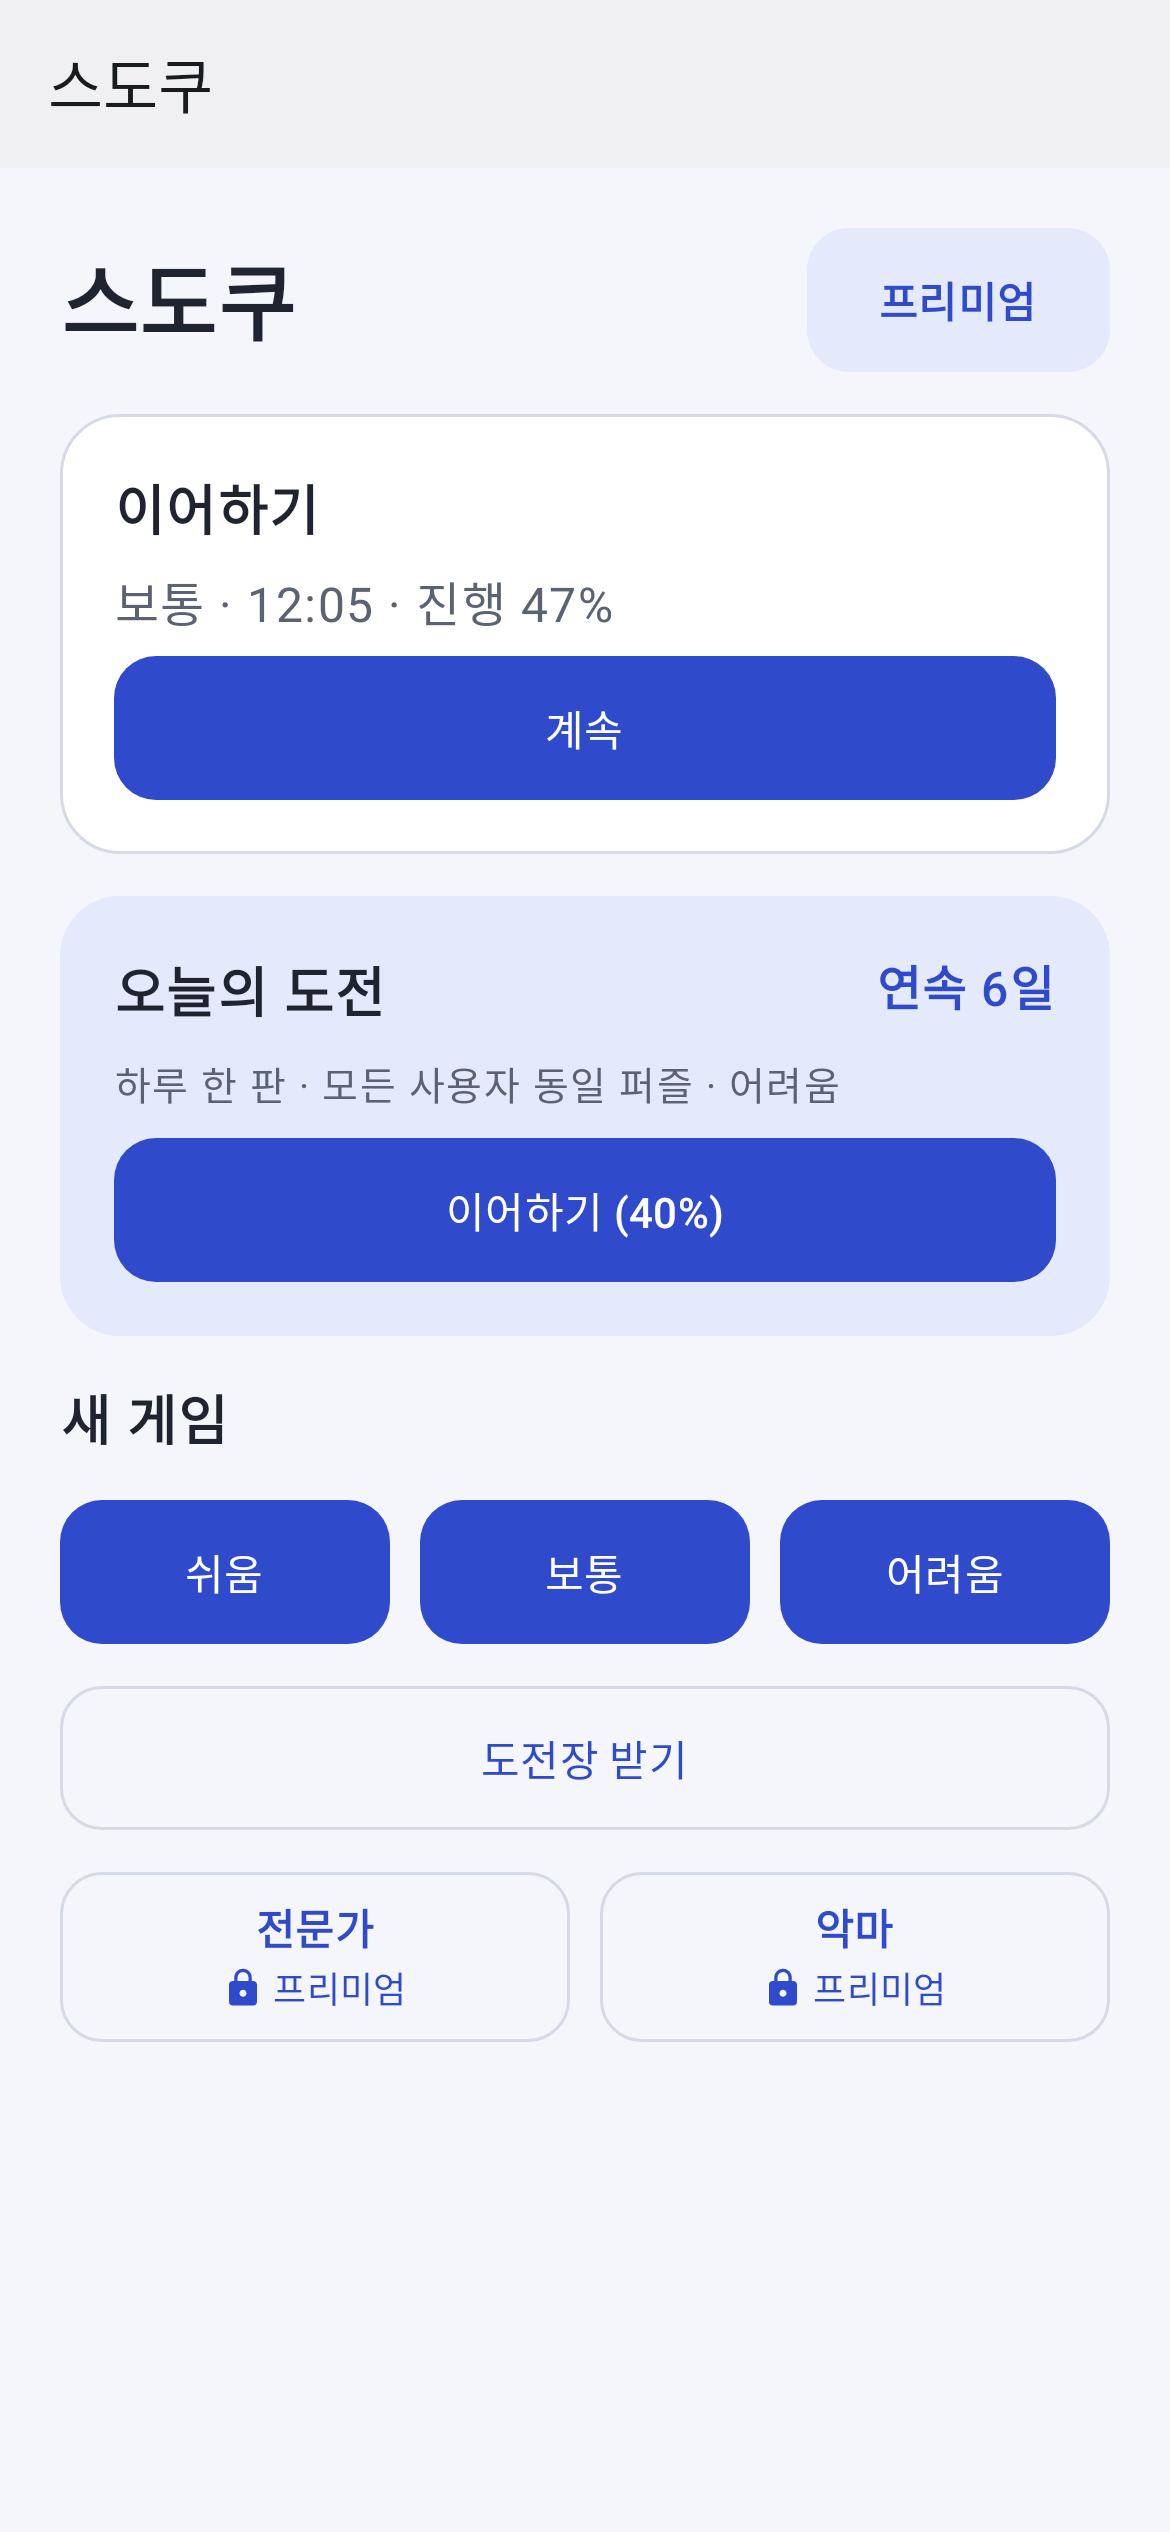 스도쿠
스도쿠
프리미엄
이어하기
보통 · 12:05 · 진행 47%
계속
오늘의 도전
연속 6일
하루 한 판 · 모든 사용자 동일 퍼즐 · 어려움
이어하기 (40%)
새 게임
쉬움
보통
어려움
도전장 받기
전문가
프리미엄
악마
프리미엄